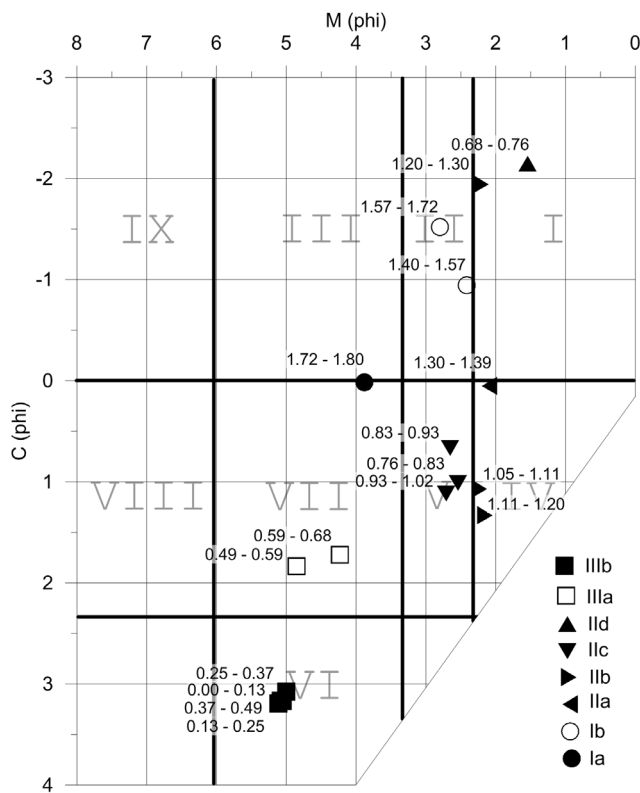 M (phi)
8 7 6 5 4 3 2 1 0
-3
0.68 - 0.76
1.20 - 1.30
-2
1.57 - 1.72
IX III II I
1.40 - 1.57
-1
1.72 - 1.80
1.30 - 1.39
0
C (phi)
0.83 - 0.93
0.76 - 0.83
0.93 - 1.02
1.05 - 1.11
1
VIII VII V IV
1.11 - 1.20
0.59 - 0.68
0.49 - 0.59
2
IIIb
IIIa
IId
IIc
IIb
IIa
Ib
Ia
0.25 - 0.37
3
VI
0.00 - 0.13
0.37 - 0.49
0.13 - 0.25
4